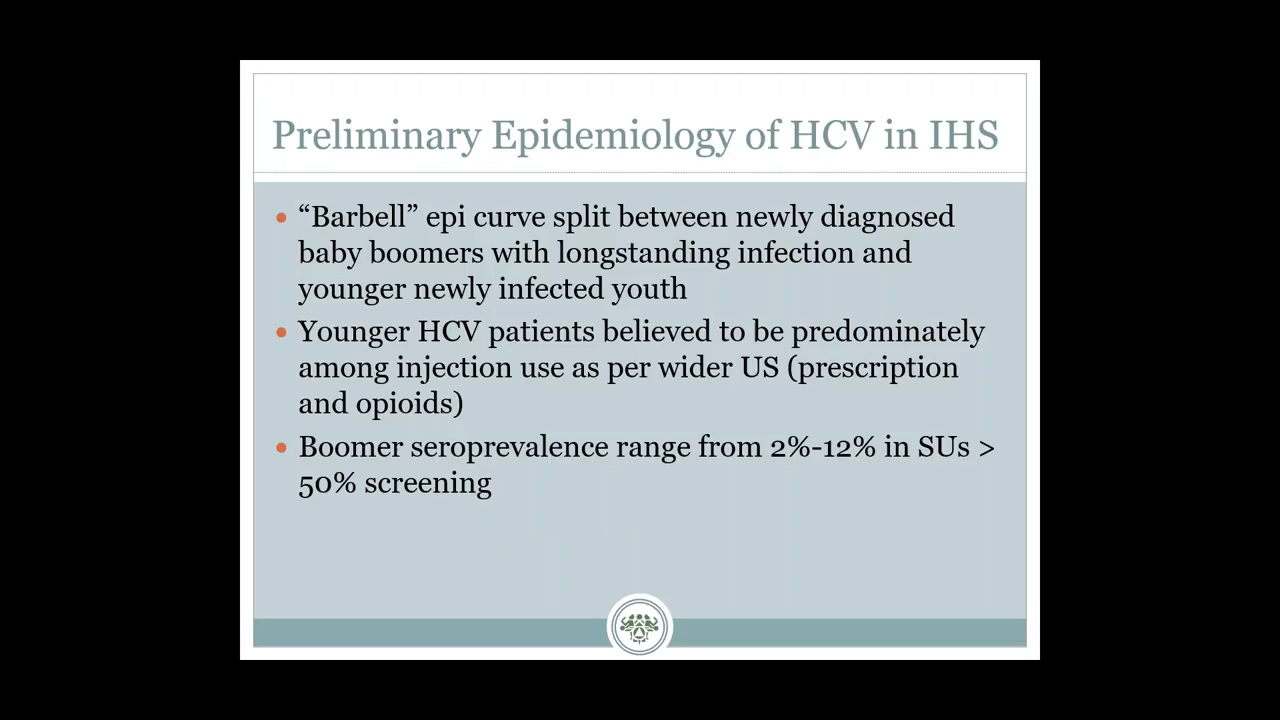 Preliminary Epidemiology of HCV in IHS
• “Barbell” epi curve split between newly diagnosed
baby boomers with longstanding infection and
younger newly infected youth
• Younger HCV patients believed to be predominately
among injection use as per wider US (prescription
and opioids)
• Boomer seroprevalence range from 2%-12% in SUs >
50% screening